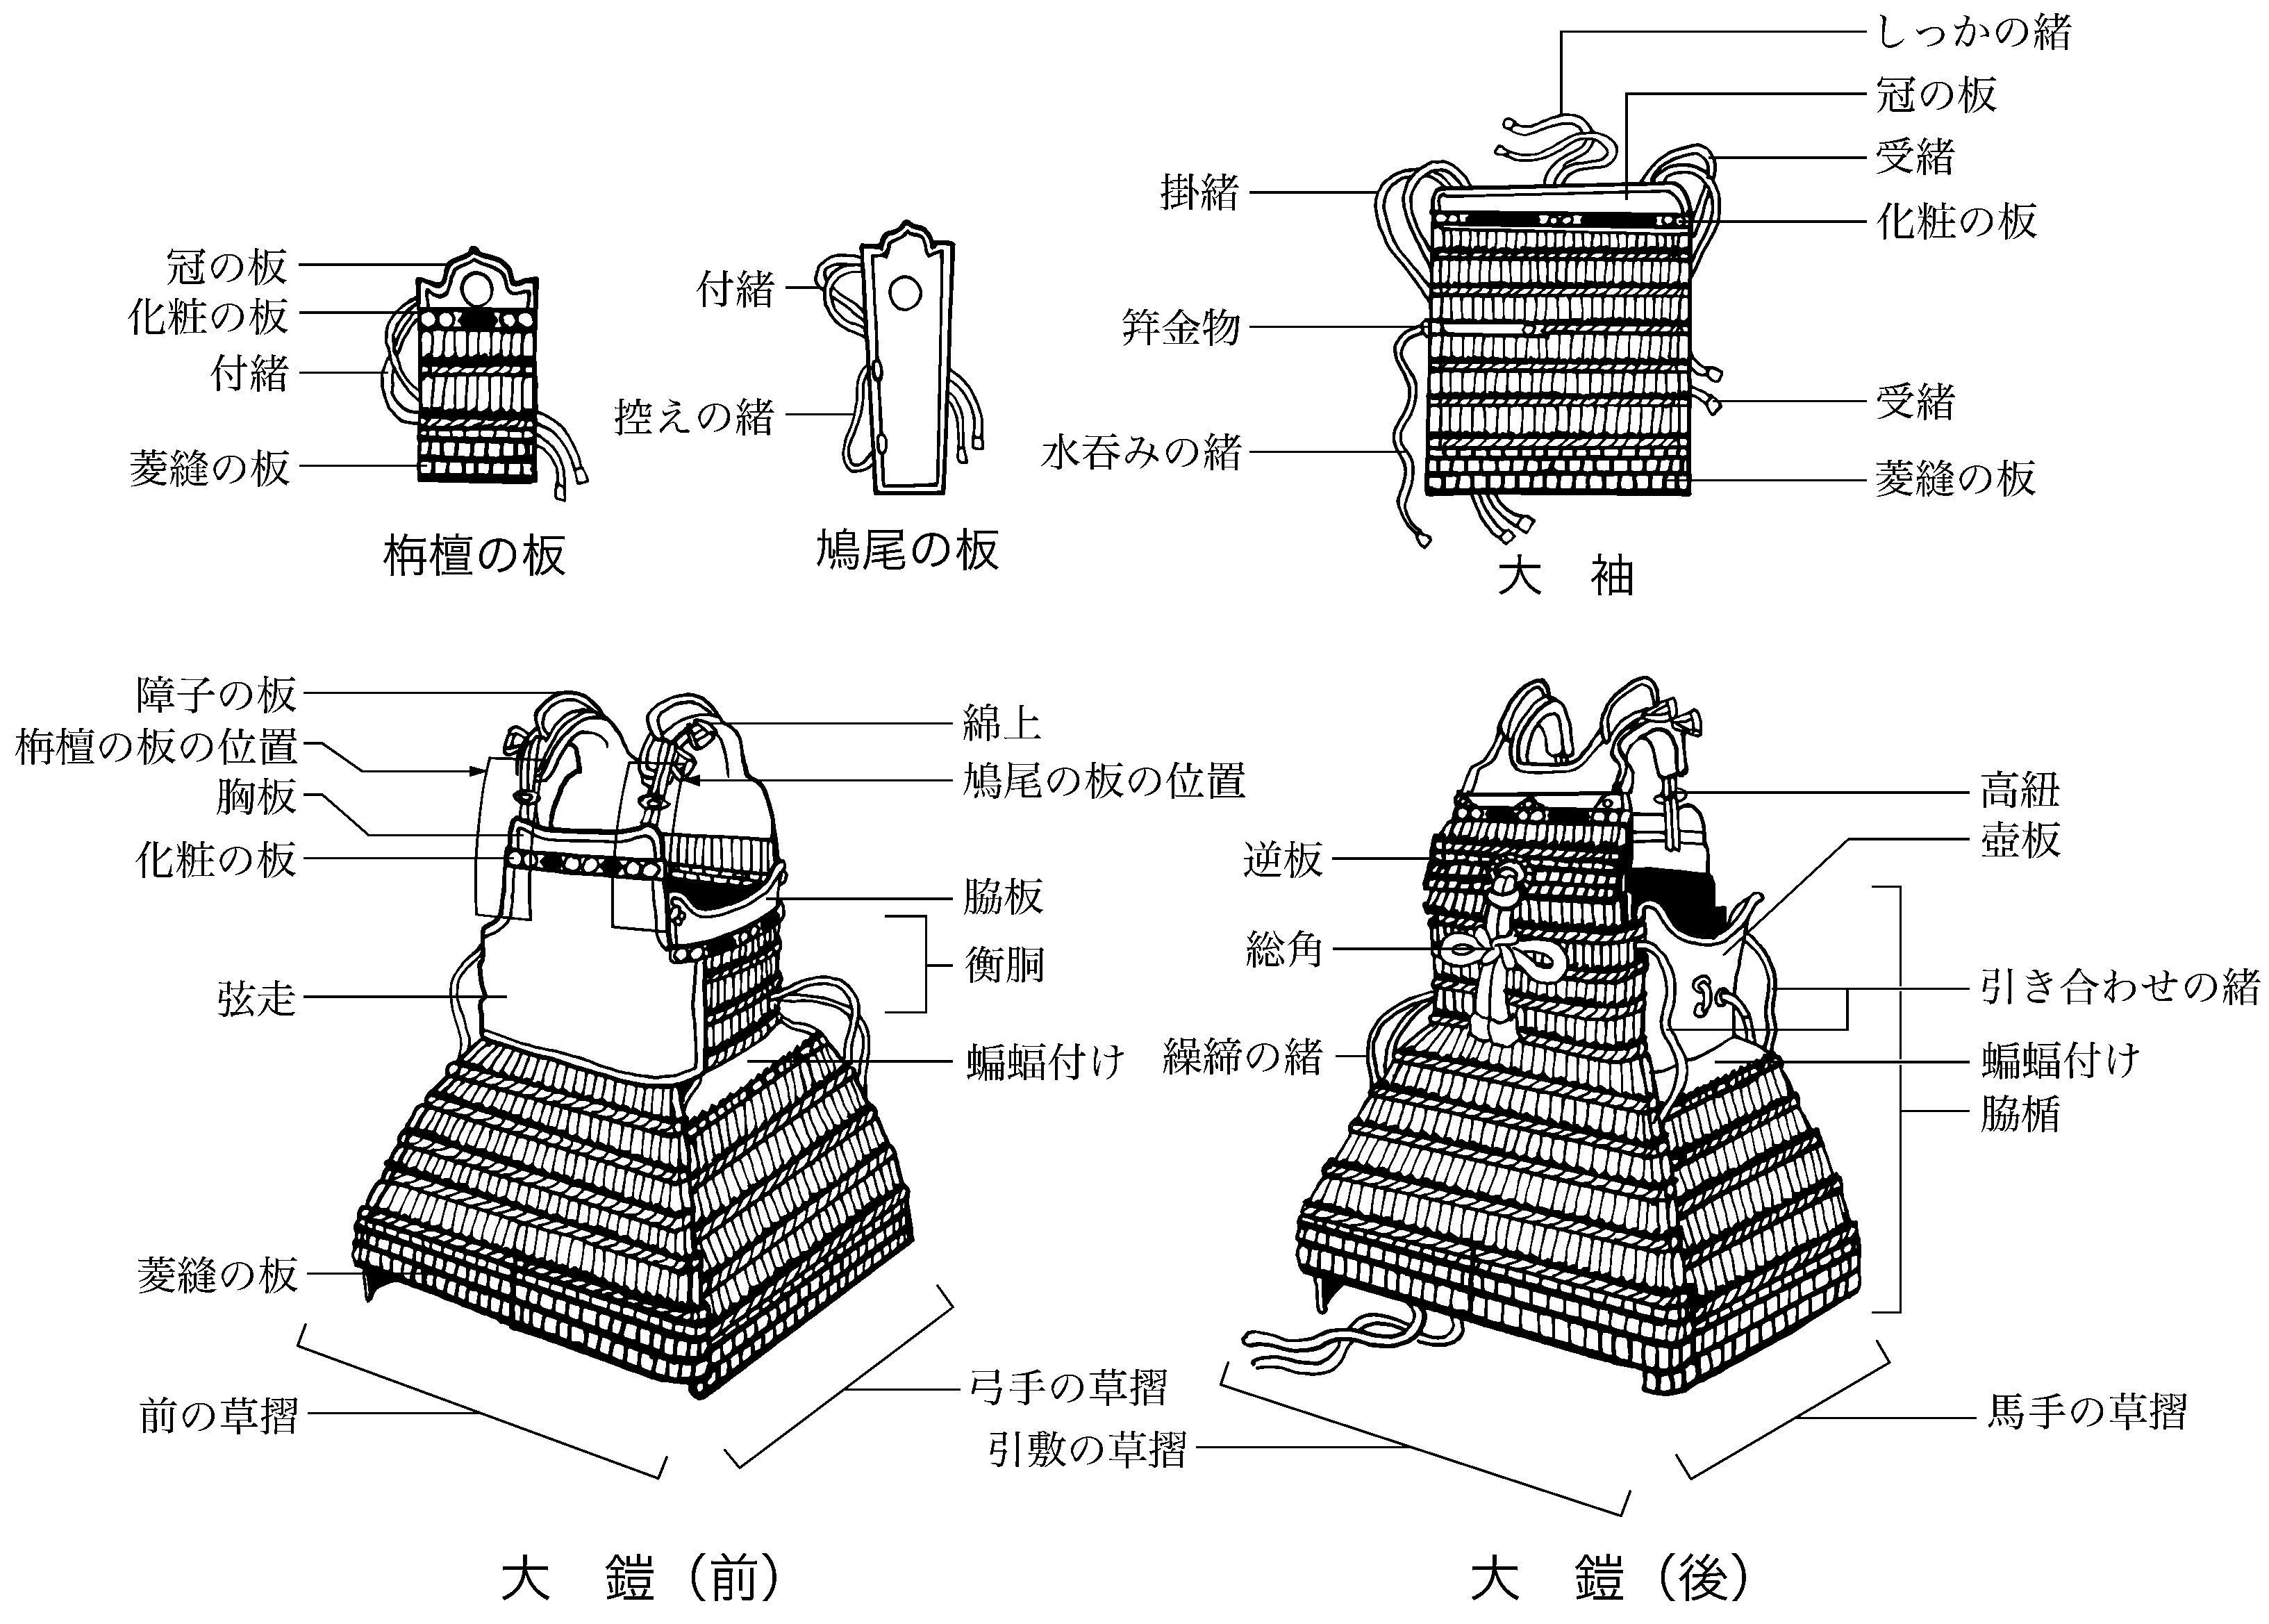 冠の板
化粧の板
付緒
菱縫の板
栴檀の板
付緒
控えの緒
鳩尾の板
しっかの緒
冠の板
受緒
化粧の板
受緒
菱縫の板
掛緒
笄金物
水呑みの緒
大　袖
障子の板
栴檀の板の位置
胸板
化粧の板
弦走
菱縫の板
前の草摺
綿上
鳩尾の板の位置
脇板
衡胴
蝙蝠付け
弓手の草摺
大　鎧（前）
逆板
総角
繰締の緒
引敷の草摺
高紐
壺板
引き合わせの緒
蝙蝠付け
脇楯
馬手の草摺
大　鎧（後）